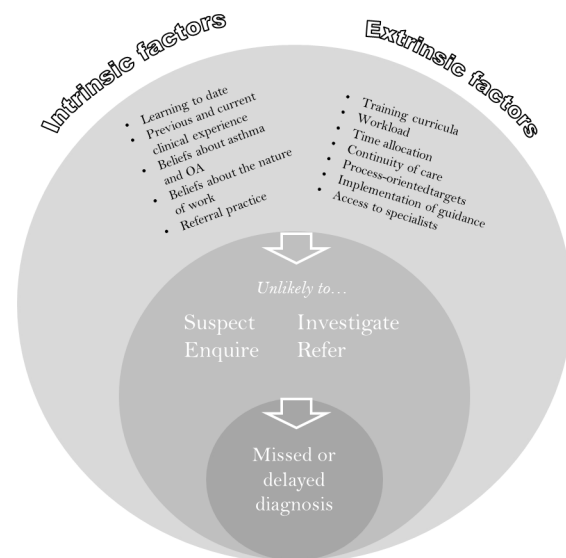 Intrinsic factors
Extrinsic factors
• Learning to date
• Previous and current
clinical experience
• Beliefs about asthma
and OA
• Beliefs about the nature
of work
• Referral practice
• Training curricula
• Workload
• Time allocation
• Continuity of care
• Process-orientedtargets
• Implementation of guidance
• Access to specialists
Unlikely to…
Suspect Investigate
Enquire Refer
Missed or
delayed
diagnosis